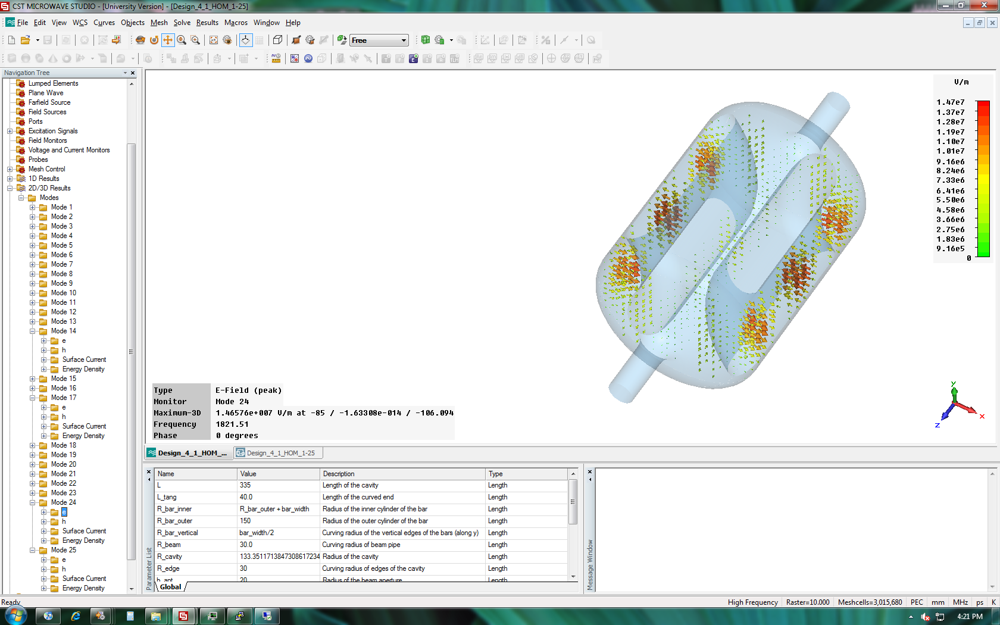 CST MICROWAVE STUDIO - [University Version] - [Design_4_1_HOM_1-25]
File Edit View WCS Curves Objects Mesh Solve Results Macros Window Help
Free
Navigation Tree
Lumped Elements
Plane Wave
Farfield Source
Field Sources
Ports
Excitation Signals
Field Monitors
Voltage and Current Monitors
Probes
Mesh Control
1D Results
2D/3D Results
Modes
Mode 1
Mode 2
Mode 3
Mode 4
Mode 5
Mode 6
Mode 7
Mode 8
Mode 9
Mode 10
Mode 11
Mode 12
Mode 13
Mode 14
e
h
Surface Current
Energy Density
Mode 15
Mode 16
Mode 17
e
h
Surface Current
Energy Density
Mode 18
Mode 19
Mode 20
Mode 21
Mode 22
Mode 23
Mode 24
e
h
Surface Current
Energy Density
Mode 25
e
h
Surface Current
Energy Density
V/m
1.47e7
1.37e7
1.28e7
1.19e7
1.10e7
1.01e7
9.16e6
8.24e6
7.33e6
6.41e6
5.50e6
4.58e6
3.66e6
2.75e6
1.83e6
9.16e5
0
y
x
z
Type E-Field (peak)
Monitor Mode 24
Maximum-3D 1.46576e+007 V/m at -85 / -1.63308e-014 / -106.094
Frequency 1821.51
Phase 0 degrees
Design_4_1_HOM_... Design_4_1_HOM_1-25
Parameter List
Name Value Description Type
L 335 Length of the cavity Length
L_tang 40.0 Length of the curved end Length
R_bar_inner R_bar_outer + bar_width Radius of the inner cylinder of the bar Length
R_bar_outer 150 Radius of the outer cylinder of the bar Length
R_bar_vertical bar_width/2 Curving radius of the vertical edges of the bars (along y) Length
R_beam 30.0 Curving radius of beam pipe Length
R_cavity 133.3511713847308617234 Radius of the cavity Length
R_edge 30 Curving radius of edges of the cavity Length
b_apt 20 Radius of the beam aperture Length
Global
Message Window
Ready High Frequency Raster=10.000 Meshcells=3,015,680 PEC mm MHz ps K
4:21 PM